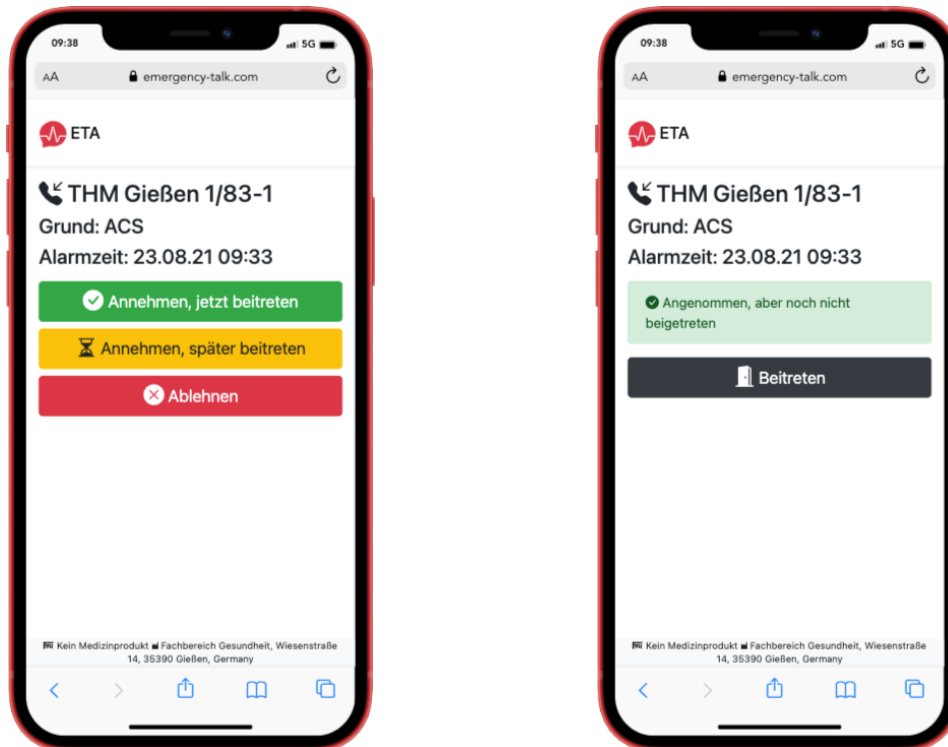 09:38
5G
AA
emergency-talk.com
ETA
THM Gießen 1/83-1
Grund: ACS
Alarmzeit: 23.08.21 09:33
Annehmen, jetzt beitreten
Annehmen, später beitreten
Ablehnen
Kein Medizinprodukt Fachbereich Gesundheit, Wiesenstraße
14, 35390 Gießen, Germany
09:38
5G
AA
emergency-talk.com
ETA
THM Gießen 1/83-1
Grund: ACS
Alarmzeit: 23.08.21 09:33
Angenommen, aber noch nicht
beigetreten
Beitreten
Kein Medizinprodukt Fachbereich Gesundheit, Wiesenstraße
14, 35390 Gießen, Germany